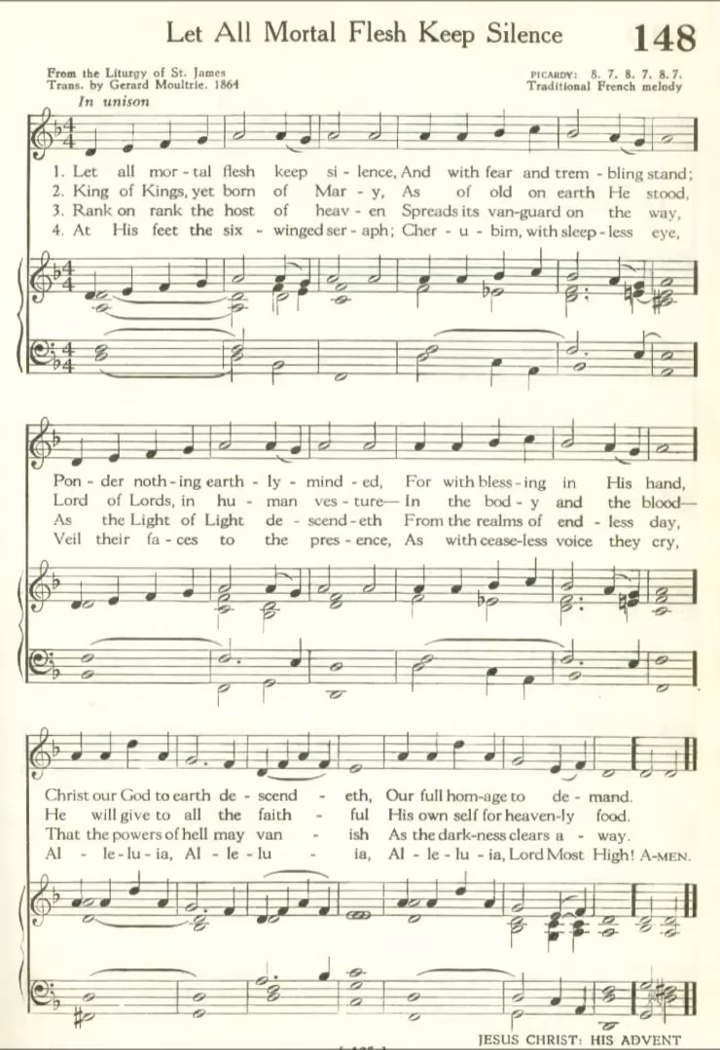 Let All Mortal Flesh Keep Silence
148
From the Liturgy of St. James
Trans. by Gerard Moultrie. 1864
PICARDY: 8. 7. 8. 7. 8. 7.
Traditional French melody
In unison
1. Let all mor - tal flesh keep si - lence, And with fear and trem - bling stand;
2. King of Kings, yet born of Mar - y, As of old on earth He stood,
3. Rank on rank the host of heav - en Spreads its van-guard on the way,
4. At His feet the six - winged ser - aph; Cher - u - bim, with sleep - less eye,
Pon - der noth - ing earth - ly - mind - ed, For with bless - ing in His hand,
Lord of Lords, in hu - man ves - ture— In the bod - y and the blood—
As the Light of Light de - scend - eth From the realms of end - less day,
Veil their fa - ces to the pres - ence, As with cease-less voice they cry,
Christ our God to earth de - scend - eth, Our full hom-age to de - mand.
He will give to all the faith - ful His own self for heaven-ly food.
That the powers of hell may van - ish As the dark-ness clears a - way.
Al - le - lu - ia, Al - le - lu - ia, Al - le - lu - ia, Lord Most High! A-MEN.
JESUS CHRIST: HIS ADVENT